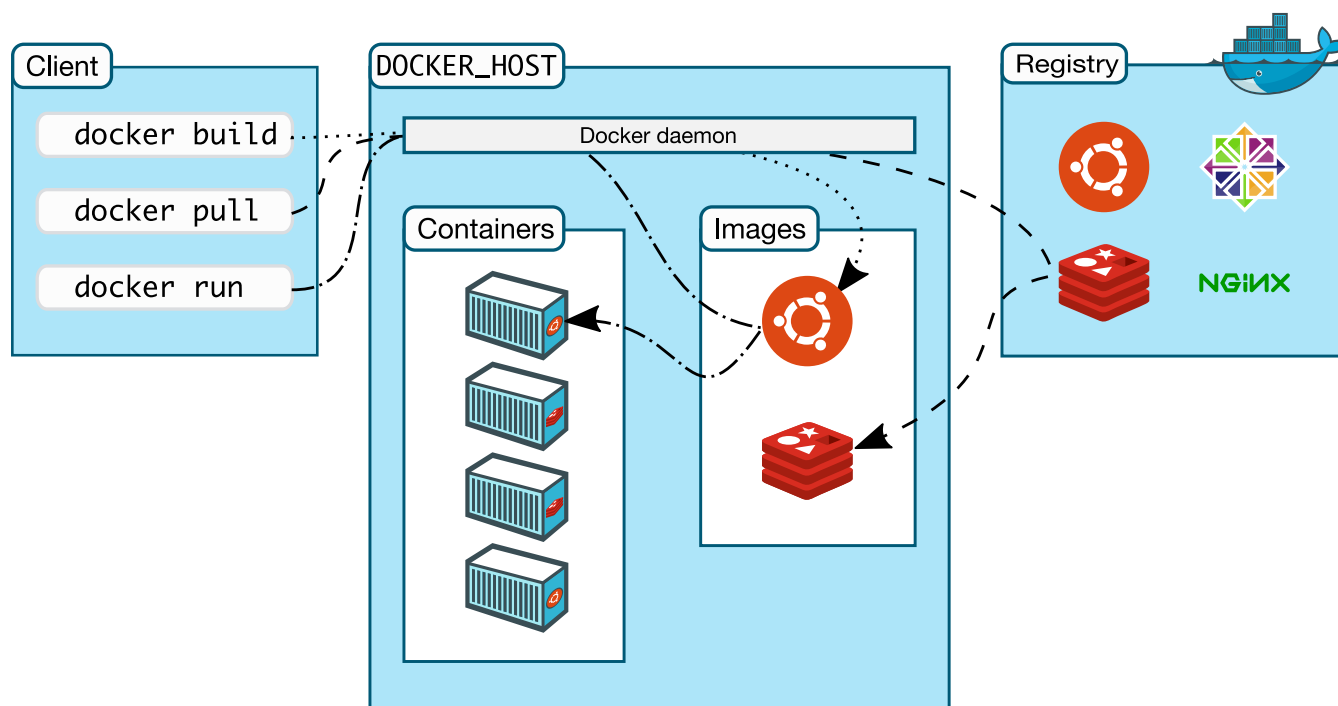 Client
docker build
docker pull
docker run
DOCKER_HOST
Docker daemon
Containers
Images
Registry
NGINX